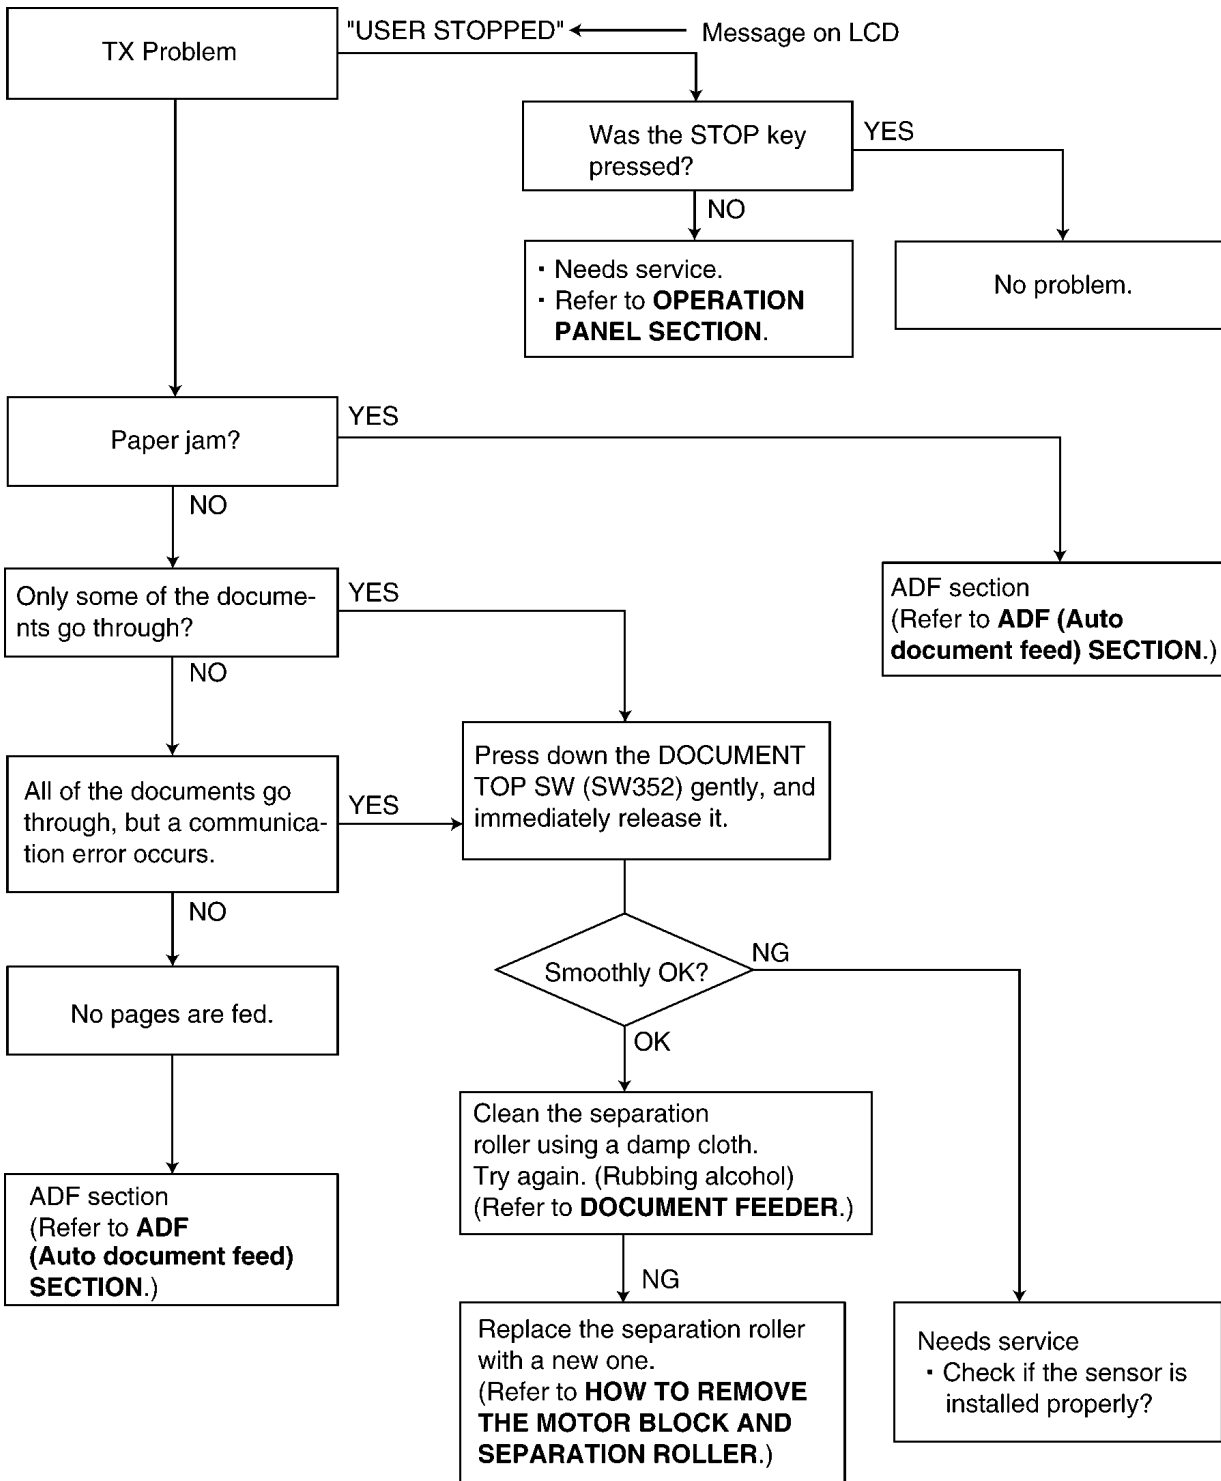 TX Problem
"USER STOPPED"
Message on LCD
Was the STOP key
pressed?
YES
NO
· Needs service.
· Refer to OPERATION
PANEL SECTION.
No problem.
Paper jam?
YES
NO
ADF section
(Refer to ADF (Auto
document feed) SECTION.)
Only some of the docume-
nts go through?
YES
NO
All of the documents go
through, but a communica-
tion error occurs.
YES
NO
Press down the DOCUMENT
TOP SW (SW352) gently, and
immediately release it.
Smoothly OK?
NG
OK
No pages are fed.
ADF section
(Refer to ADF
(Auto document feed)
SECTION.)
Clean the separation
roller using a damp cloth.
Try again. (Rubbing alcohol)
(Refer to DOCUMENT FEEDER.)
NG
Replace the separation roller
with a new one.
(Refer to HOW TO REMOVE
THE MOTOR BLOCK AND
SEPARATION ROLLER.)
Needs service
· Check if the sensor is
installed properly?